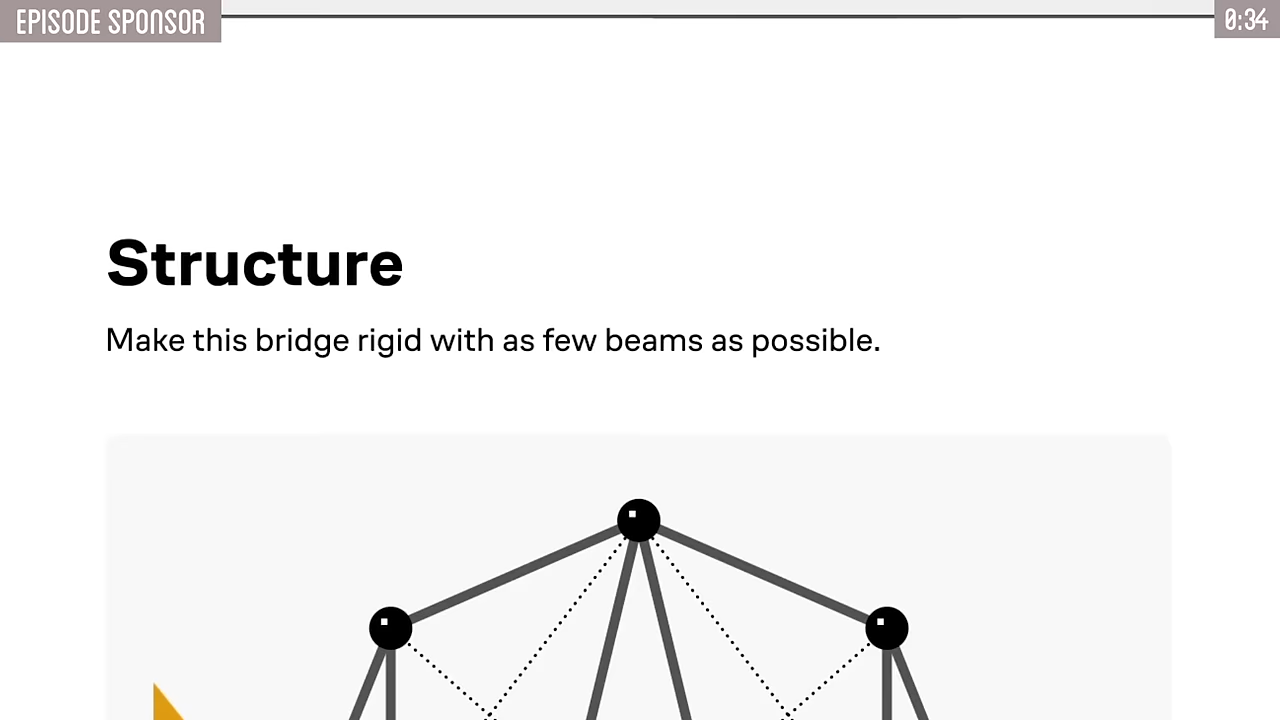 EPISODE SPONSOR
0:34
Structure
Make this bridge rigid with as few beams as possible.